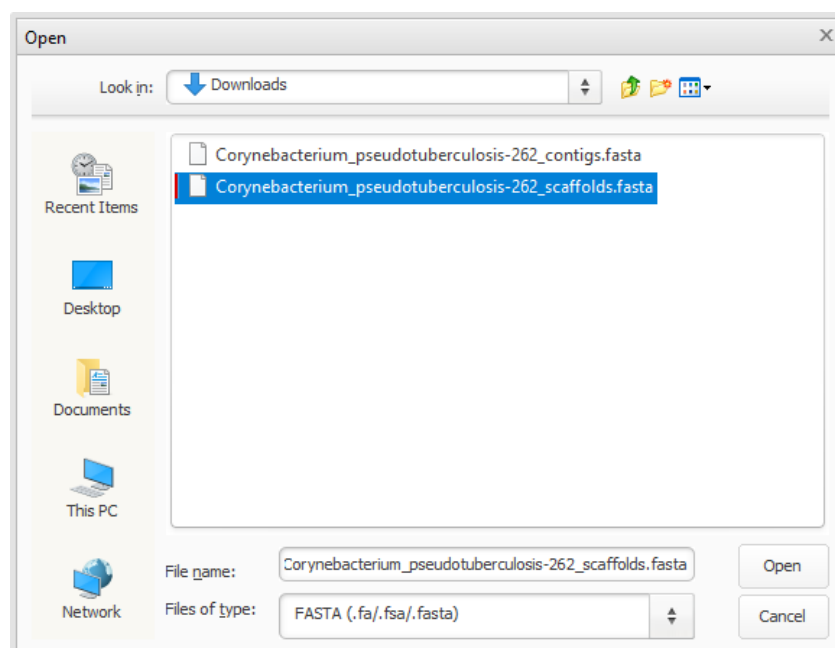 Open
Look in:
Downloads
Corynebacterium_pseudotuberculosis-262_contigs.fasta
Corynebacterium_pseudotuberculosis-262_scaffolds.fasta
Recent Items
Desktop
Documents
This PC
Network
File name:
Corynebacterium_pseudotuberculosis-262_scaffolds.fasta
Open
Files of type:
FASTA (.fa/.fsa/.fasta)
Cancel